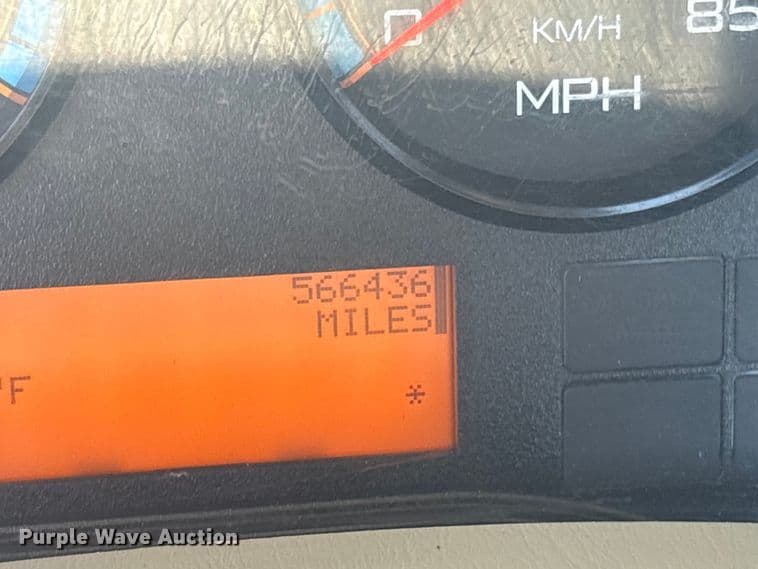 0
KM/H
85
MPH
566436
MILES
°F
*
Purple Wave Auction